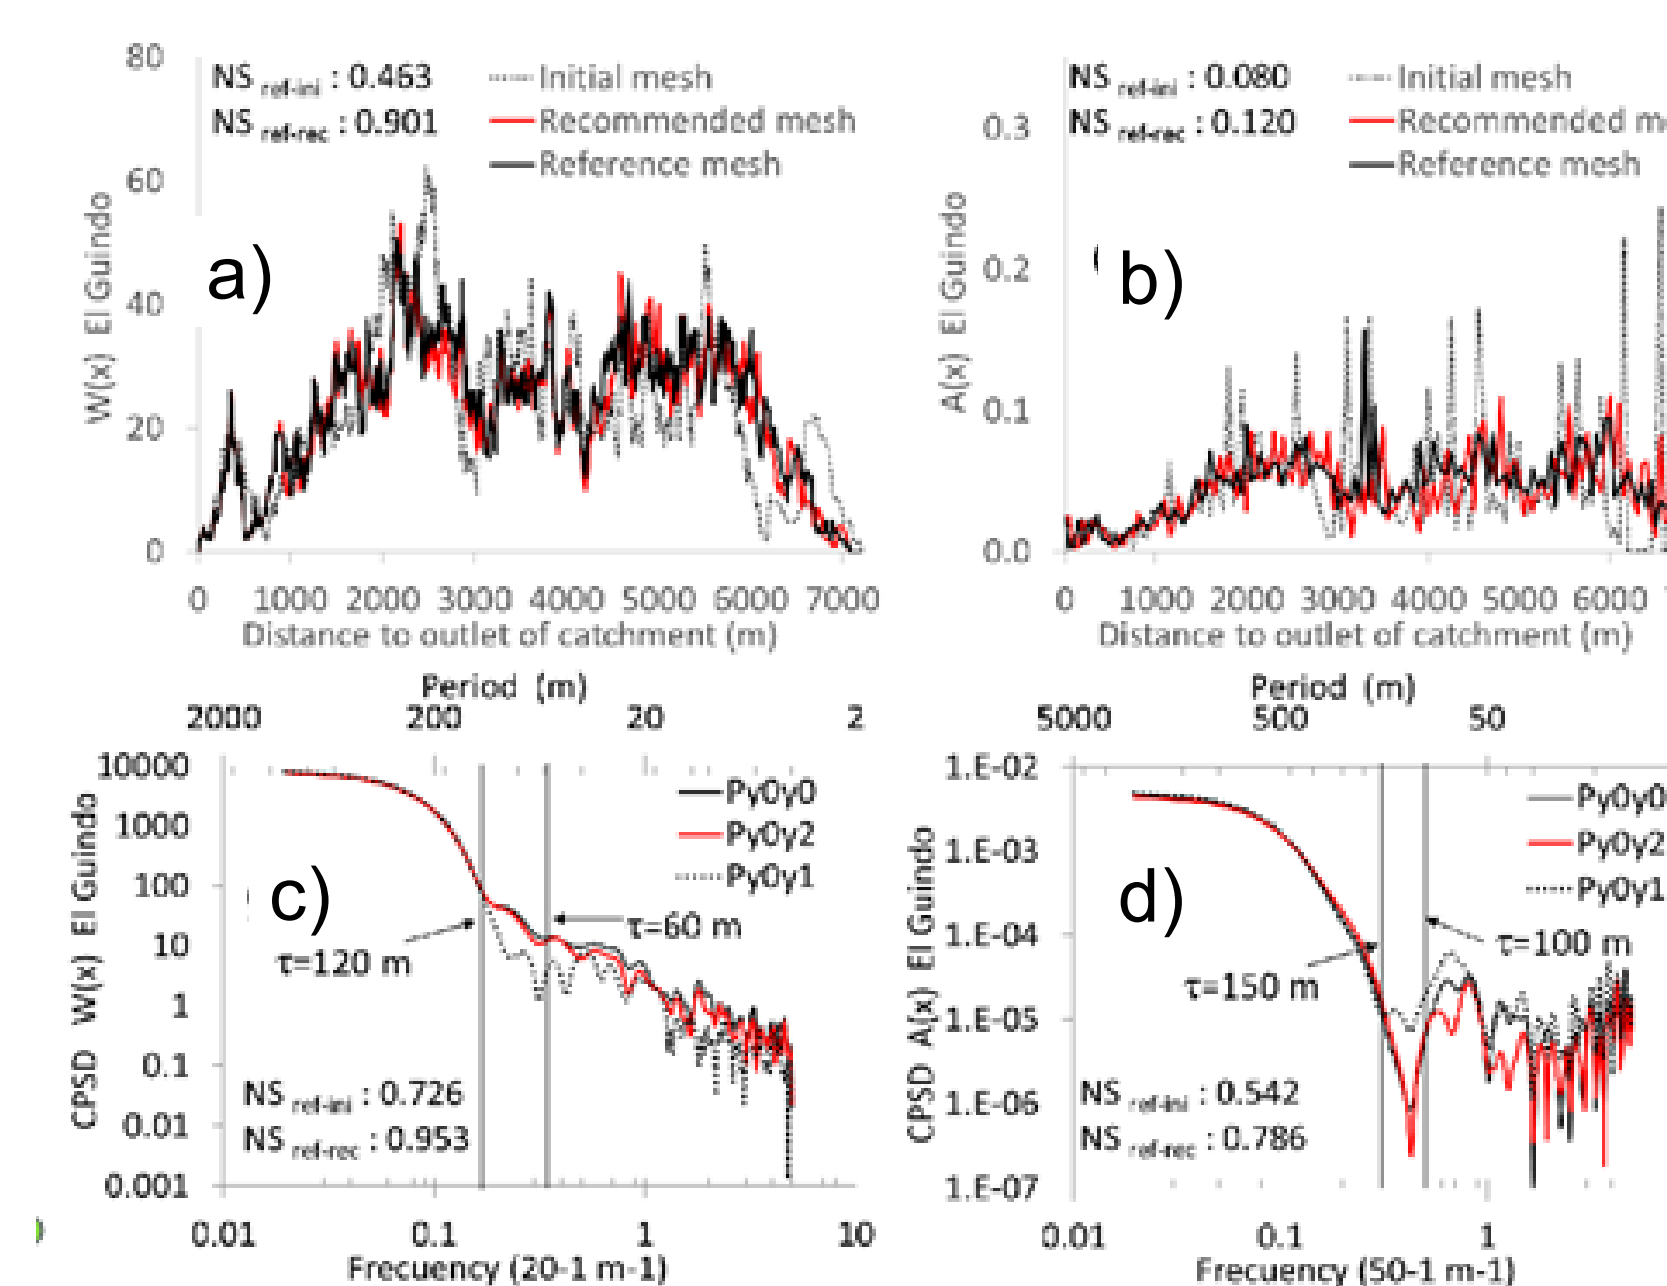 80
NS ref-ini : 0.463
Initial mesh
NS ref-rec : 0.901
Recommended mesh
Reference mesh
60
40
20
0
W(x) El Guindo
a)
0 1000 2000 3000 4000 5000 6000 7000
Distance to outlet of catchment (m)
NS ref-ini : 0.080
Initial mesh
NS ref-rec : 0.120
Recommended m
Reference mesh
0.3
0.2
0.1
0.0
A(x) El Guindo
b)
0 1000 2000 3000 4000 5000 6000
Distance to outlet of catchment (m)
Period (m)
2000 200 20 2
10000
1000
100
10
1
0.1
0.01
0.001
CPSD W(x) El Guindo
Py0y0
Py0y2
Py0y1
c)
τ=60 m
τ=120 m
NS ref-ini : 0.726
NS ref-rec : 0.953
0.01 0.1 1 10
Frecuency (20-1 m-1)
Period (m)
5000 500 50
1.E-02
1.E-03
1.E-04
1.E-05
1.E-06
1.E-07
CPSD A(x) El Guindo
Py0y0
Py0y2
Py0y1
d)
τ=100 m
τ=150 m
NS ref-ini : 0.542
NS ref-rec : 0.786
0.01 0.1 1
Frecuency (50-1 m-1)